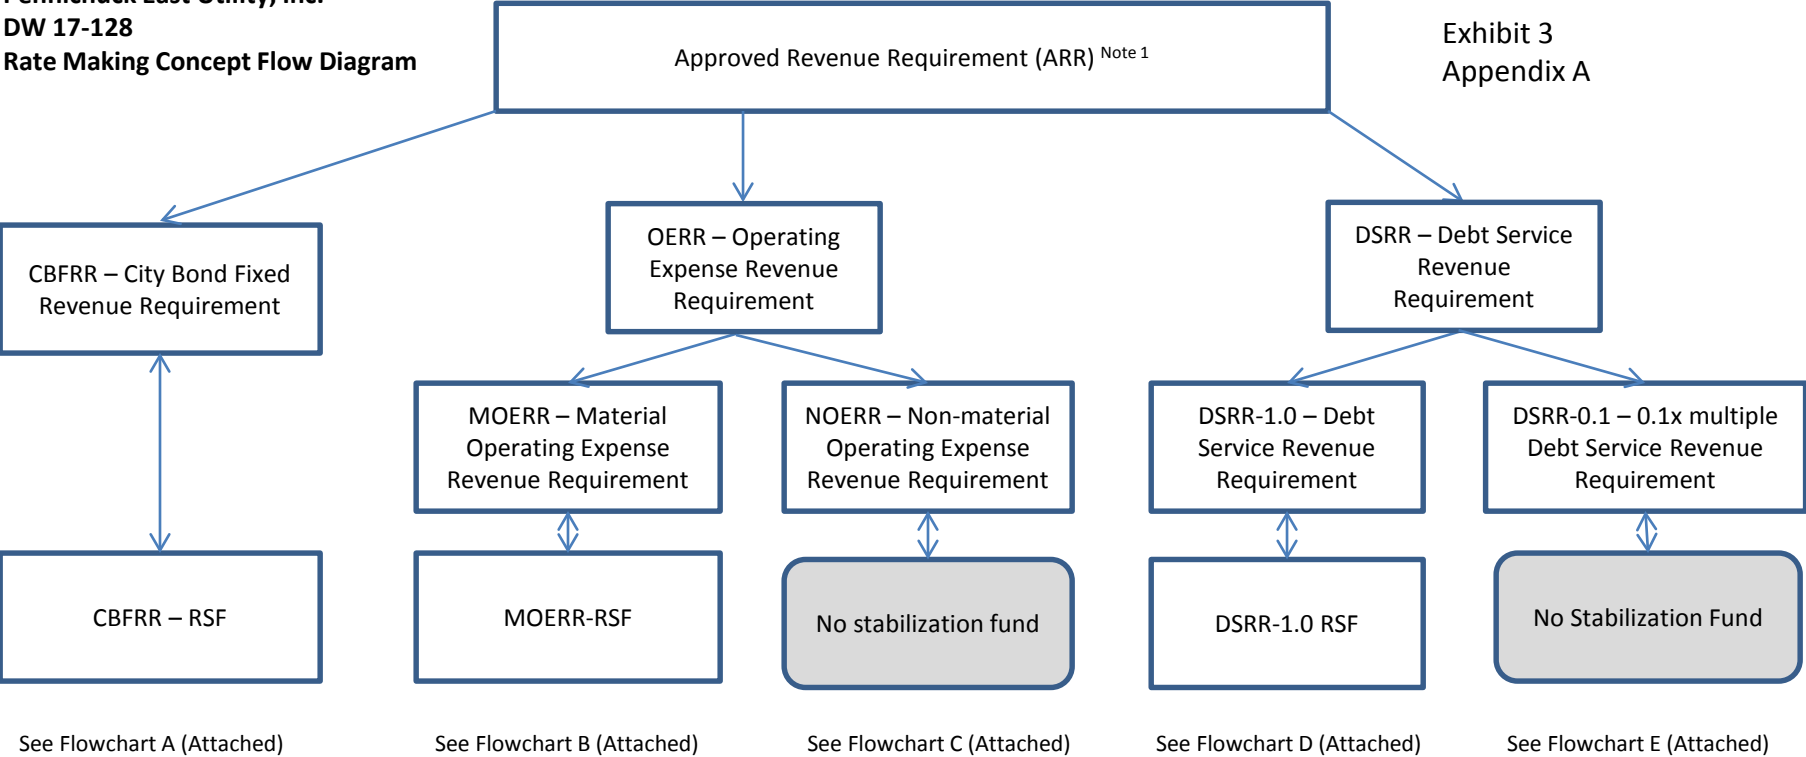 Pennichuck East Utility, Inc.
DW 17-128
Rate Making Concept Flow Diagram
Approved Revenue Requirement (ARR) Note 1
Exhibit 3
Appendix A
CBFRR – City Bond Fixed
Revenue Requirement
OERR – Operating
Expense Revenue
Requirement
DSRR – Debt Service
Revenue
Requirement
MOERR – Material
Operating Expense
Revenue Requirement
NOERR – Non-material
Operating Expense
Revenue Requirement
DSRR-1.0 – Debt
Service Revenue
Requirement
DSRR-0.1 – 0.1x multiple
Debt Service Revenue
Requirement
CBFRR – RSF
MOERR-RSF
No stabilization fund
DSRR-1.0 RSF
No Stabilization Fund
See Flowchart A (Attached)
See Flowchart B (Attached)
See Flowchart C (Attached)
See Flowchart D (Attached)
See Flowchart E (Attached)